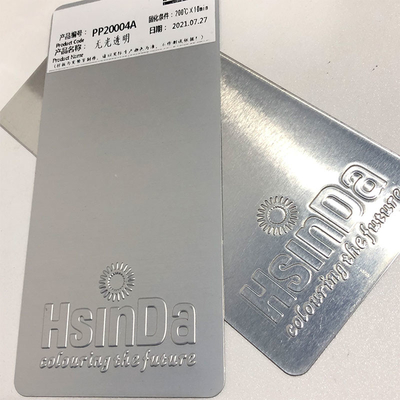 产品编号: PP20004A
Product Code
固化条件: 200℃X10min
产品名称: 无光透明
Product Name
日期: 2021.07.27
HsinDa
colouring the future
HsinDa
colouring the future